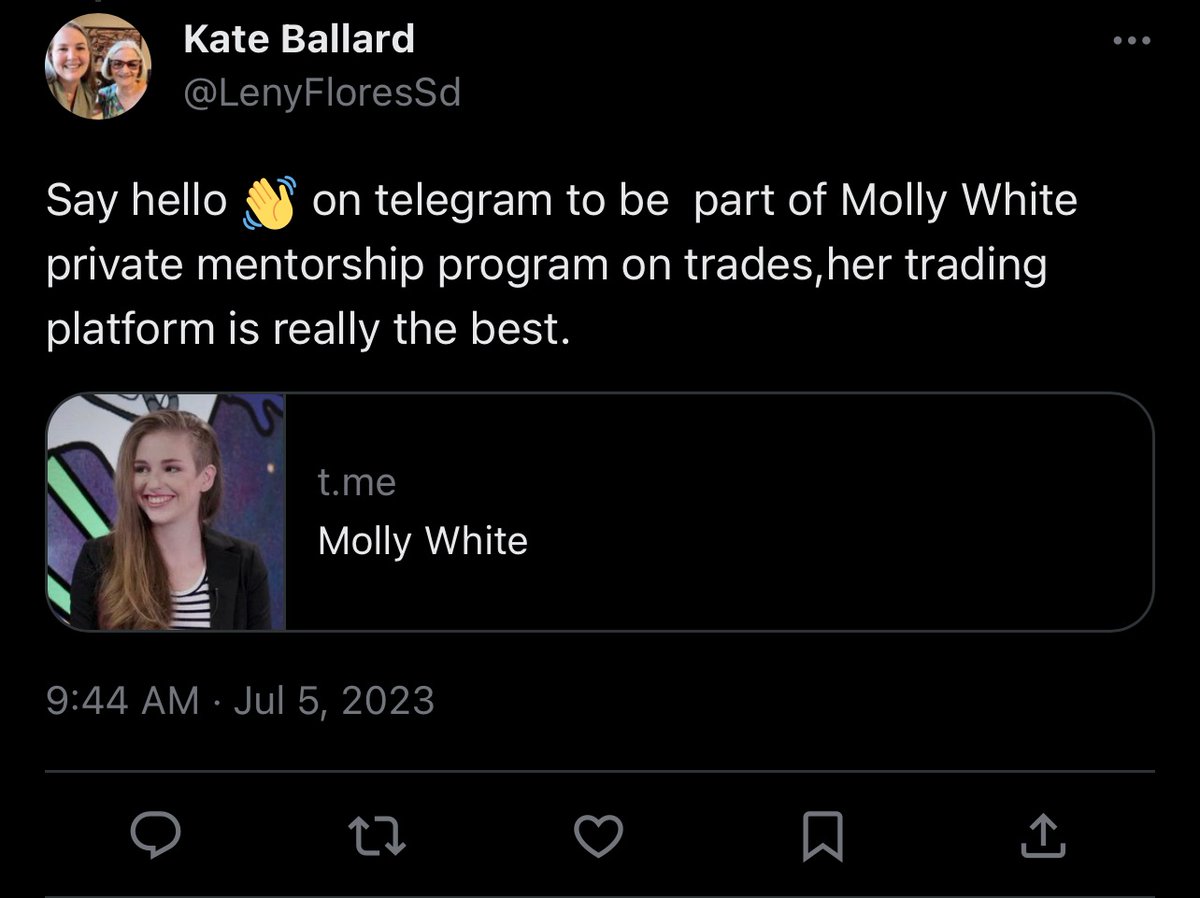 Kate Ballard
@LenyFloresSd
Say hello 👋 on telegram to be  part of Molly White
private mentorship program on trades,her trading
platform is really the best.
t.me
Molly White
9:44 AM · Jul 5, 2023